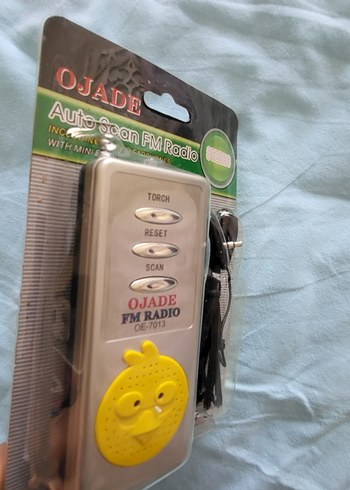 OJADE
Auto Scan FM Radio
WITH MINI
TORCH
RESET
SCAN
OJADE
FM RADIO
OE-7013